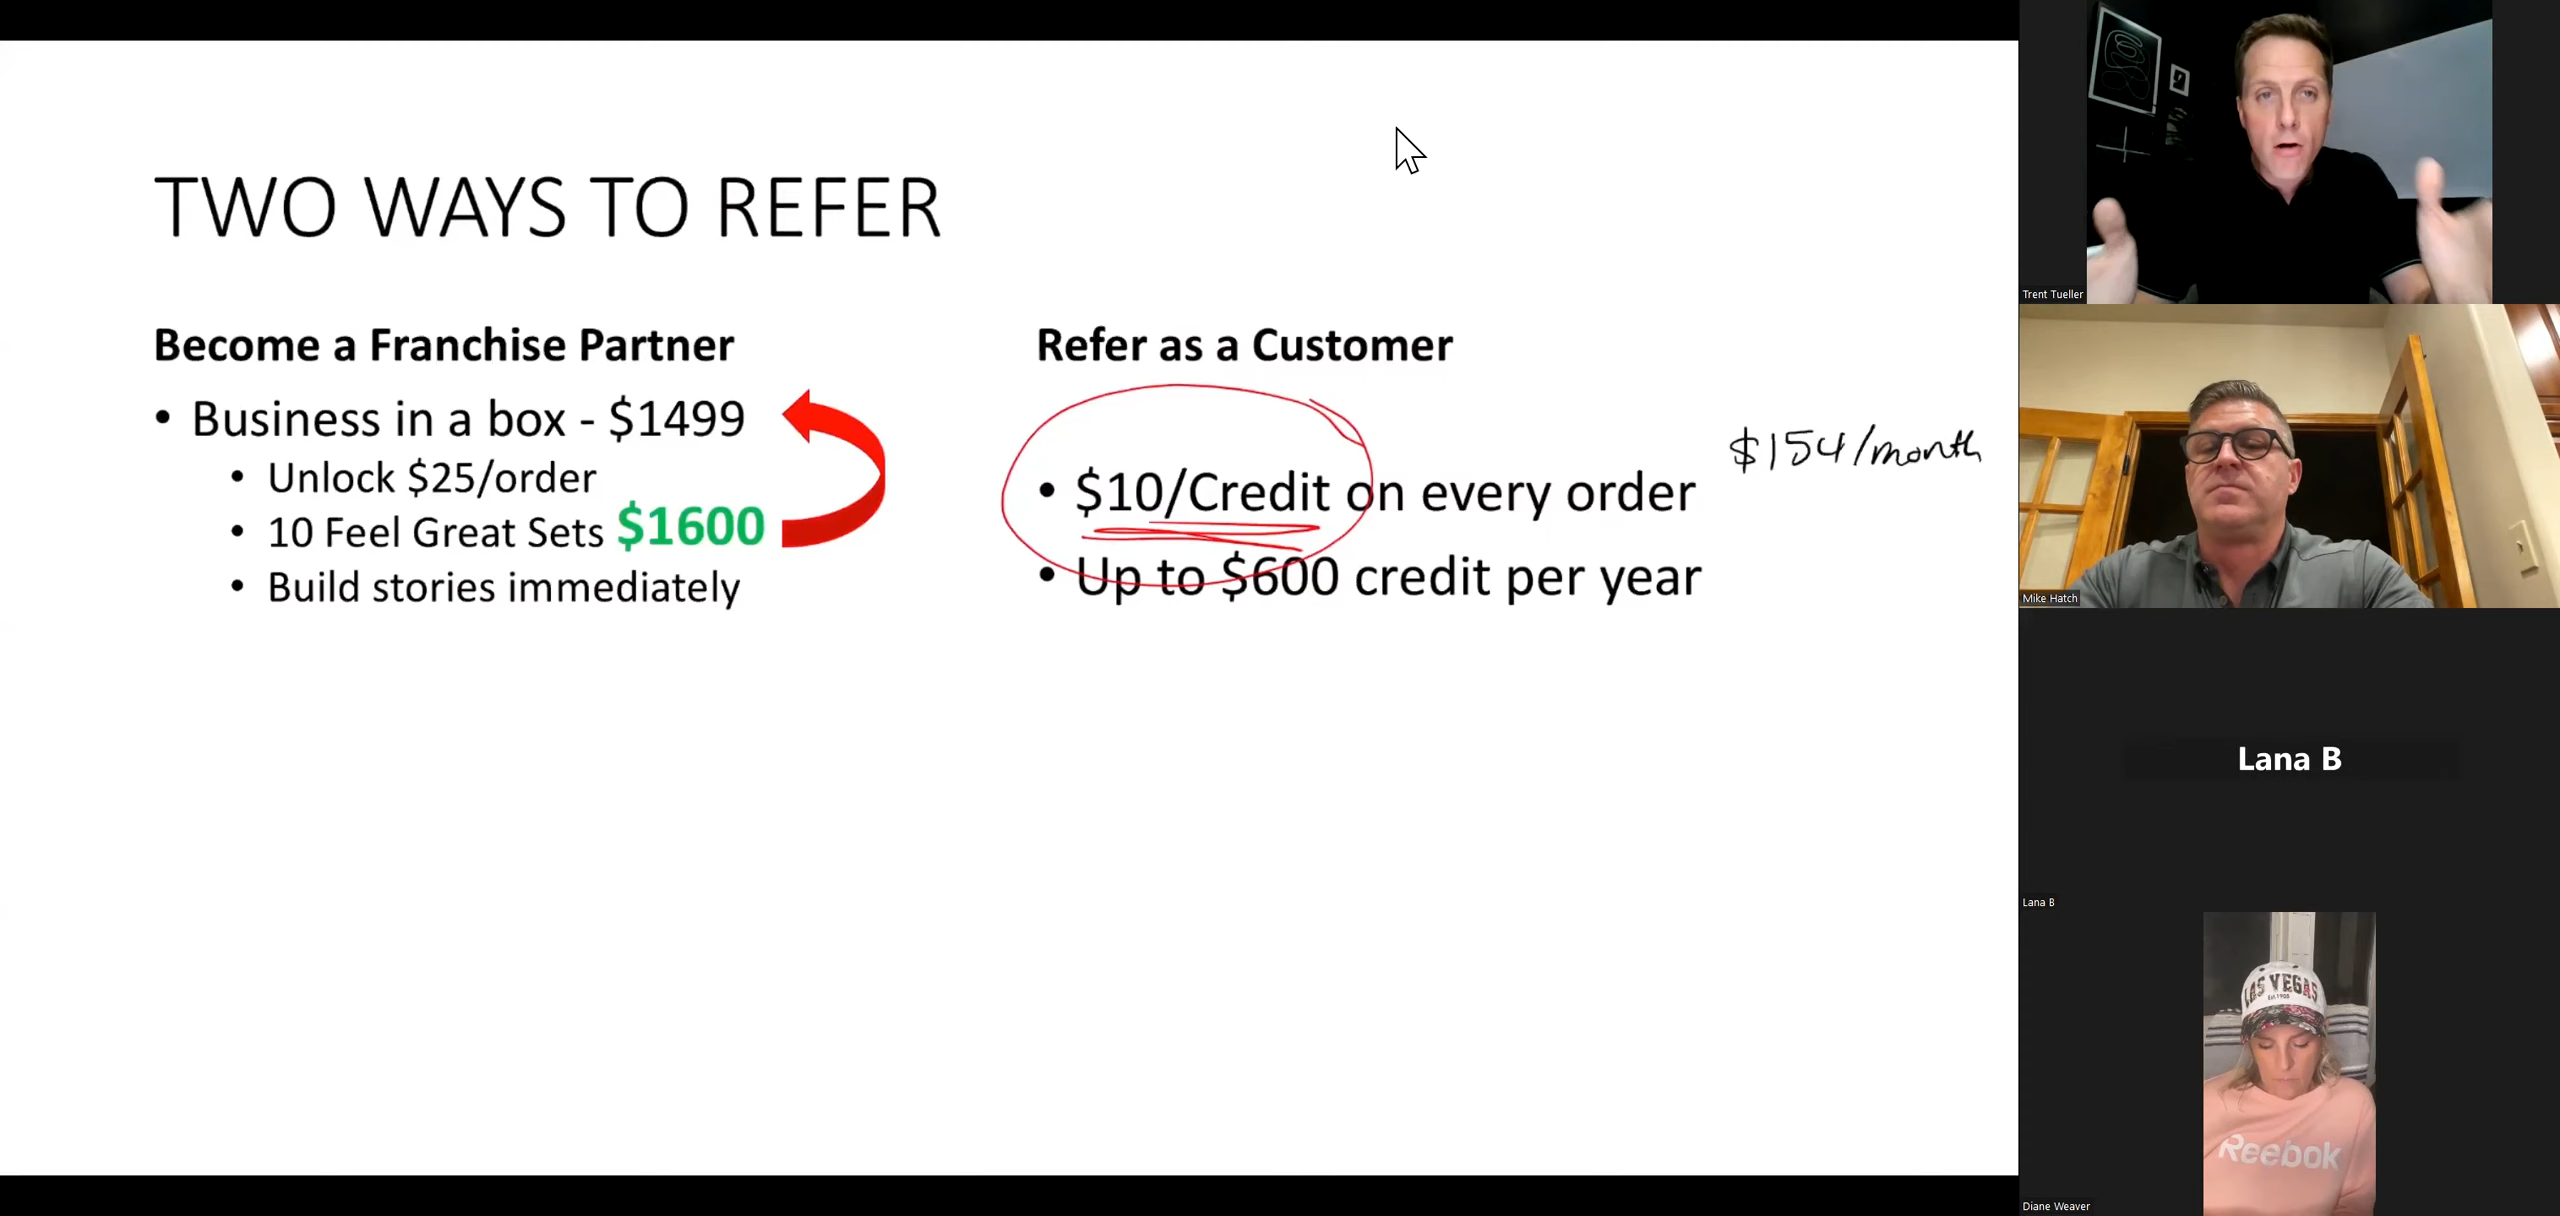 TWO WAYS TO REFER
Become a Franchise Partner
• Business in a box - $1499
• Unlock $25/order
• 10 Feel Great Sets $1600
• Build stories immediately
Refer as a Customer
• $10/Credit on every order
• Up to $600 credit per year
$154/month
Trent Tueller
Mike Hatch
Lana B
Lana B
LAS VEGAS
Reebok
Diane Weaver